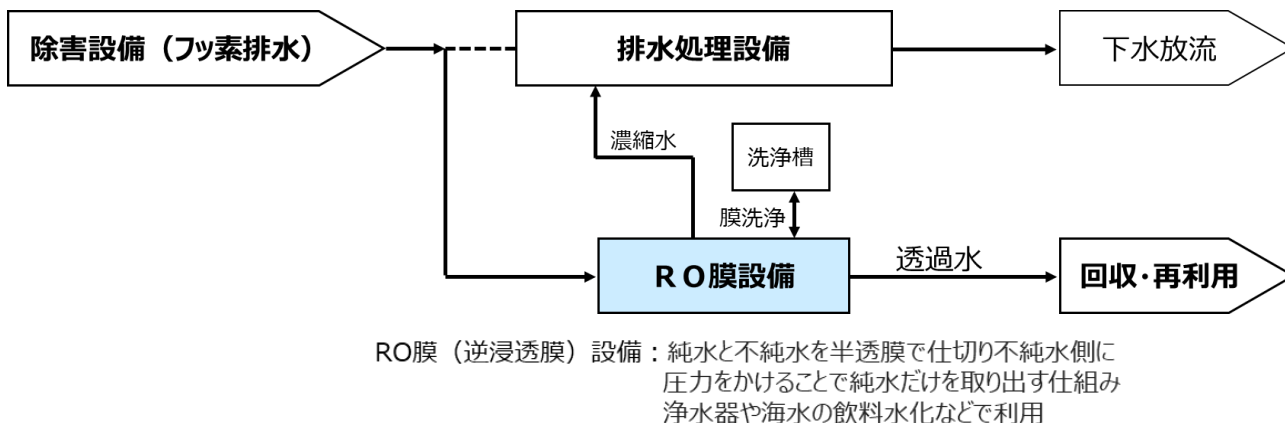 除害設備（フッ素排水）
排水処理設備
下水放流
濃縮水
洗浄槽
膜洗浄
ＲＯ膜設備
透過水
回収･再利用
RO膜（逆浸透膜）設備：純水と不純水を半透膜で仕切り不純水側に
圧力をかけることで純水だけを取り出す仕組み
浄水器や海水の飲料水化などで利用